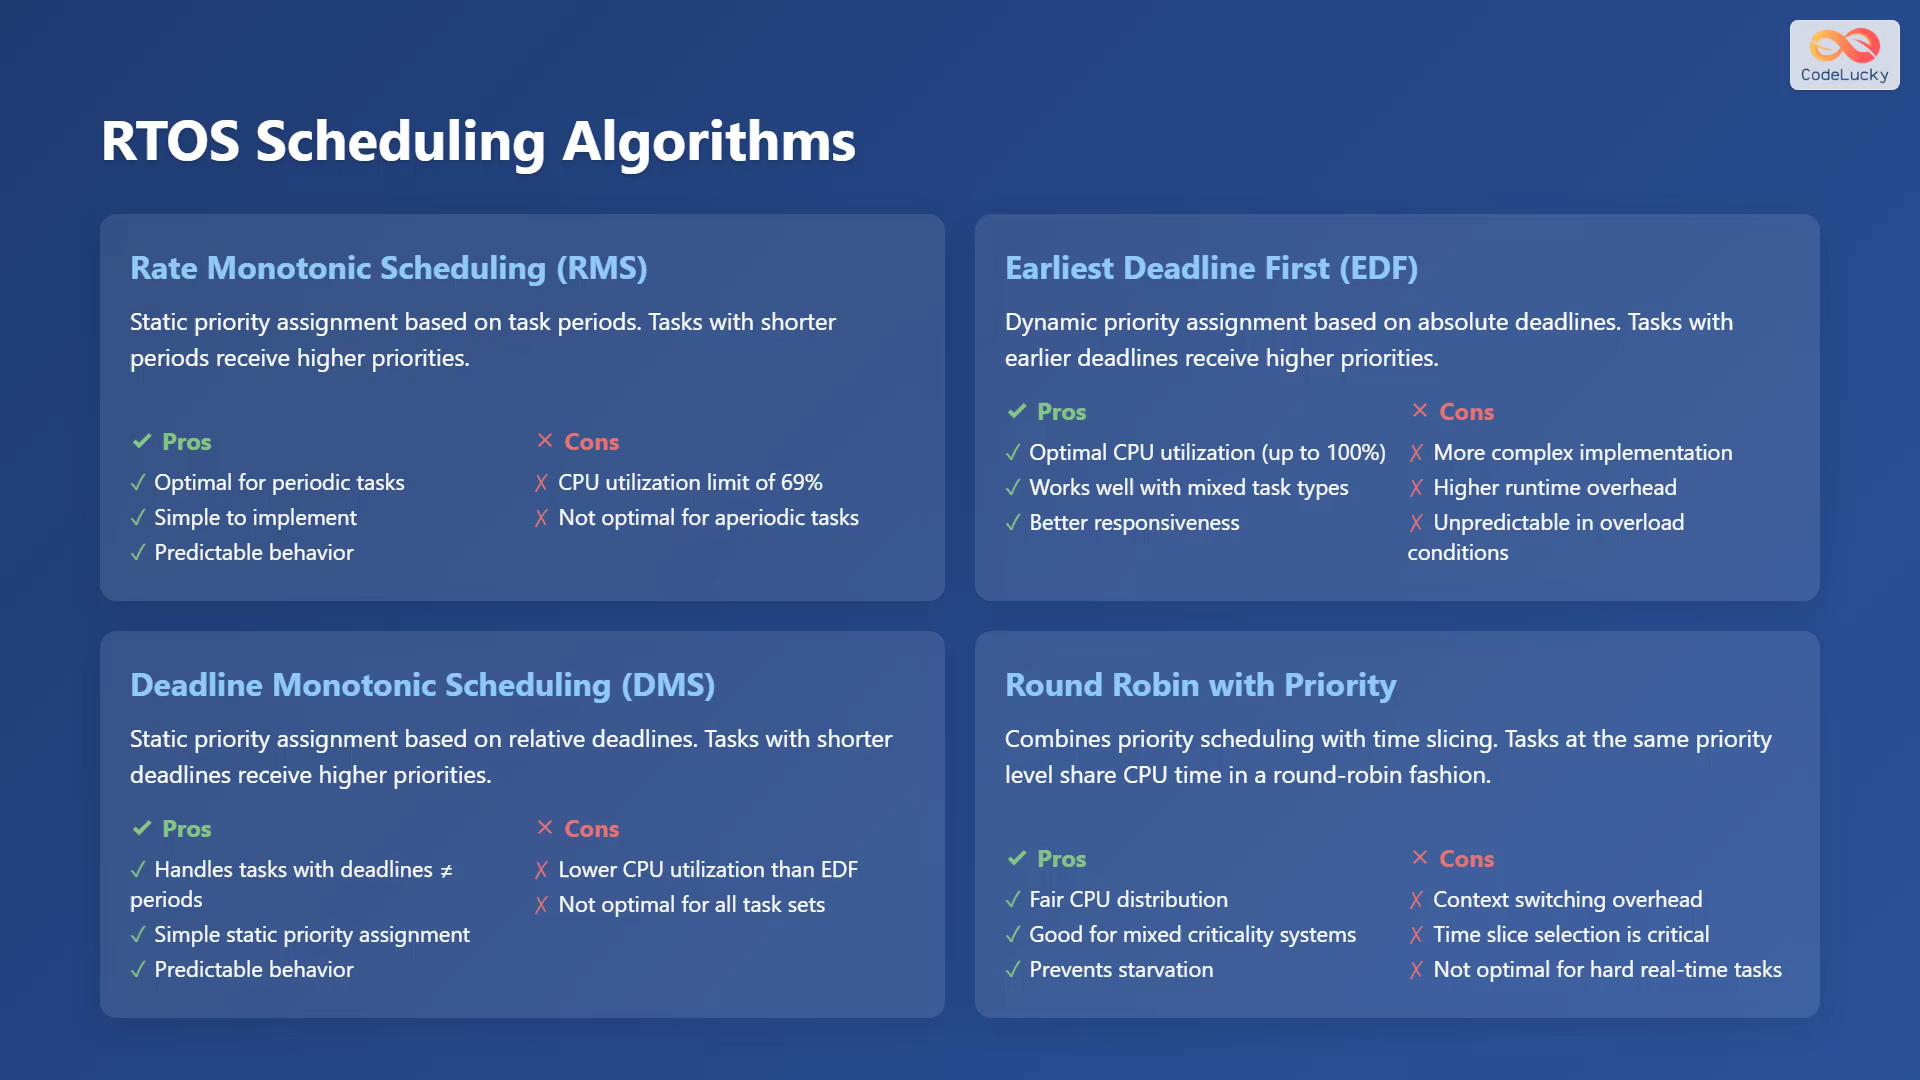 CodeLucky
RTOS Scheduling Algorithms
Rate Monotonic Scheduling (RMS)
Static priority assignment based on task periods. Tasks with shorter
periods receive higher priorities.
✔ Pros
✓ Optimal for periodic tasks
✓ Simple to implement
✓ Predictable behavior
✕ Cons
✗ CPU utilization limit of 69%
✗ Not optimal for aperiodic tasks
Earliest Deadline First (EDF)
Dynamic priority assignment based on absolute deadlines. Tasks with
earlier deadlines receive higher priorities.
✔ Pros
✓ Optimal CPU utilization (up to 100%)
✓ Works well with mixed task types
✓ Better responsiveness
✕ Cons
✗ More complex implementation
✗ Higher runtime overhead
✗ Unpredictable in overload
conditions
Deadline Monotonic Scheduling (DMS)
Static priority assignment based on relative deadlines. Tasks with shorter
deadlines receive higher priorities.
✔ Pros
✓ Handles tasks with deadlines ≠
periods
✓ Simple static priority assignment
✓ Predictable behavior
✕ Cons
✗ Lower CPU utilization than EDF
✗ Not optimal for all task sets
Round Robin with Priority
Combines priority scheduling with time slicing. Tasks at the same priority
level share CPU time in a round-robin fashion.
✔ Pros
✓ Fair CPU distribution
✓ Good for mixed criticality systems
✓ Prevents starvation
✕ Cons
✗ Context switching overhead
✗ Time slice selection is critical
✗ Not optimal for hard real-time tasks